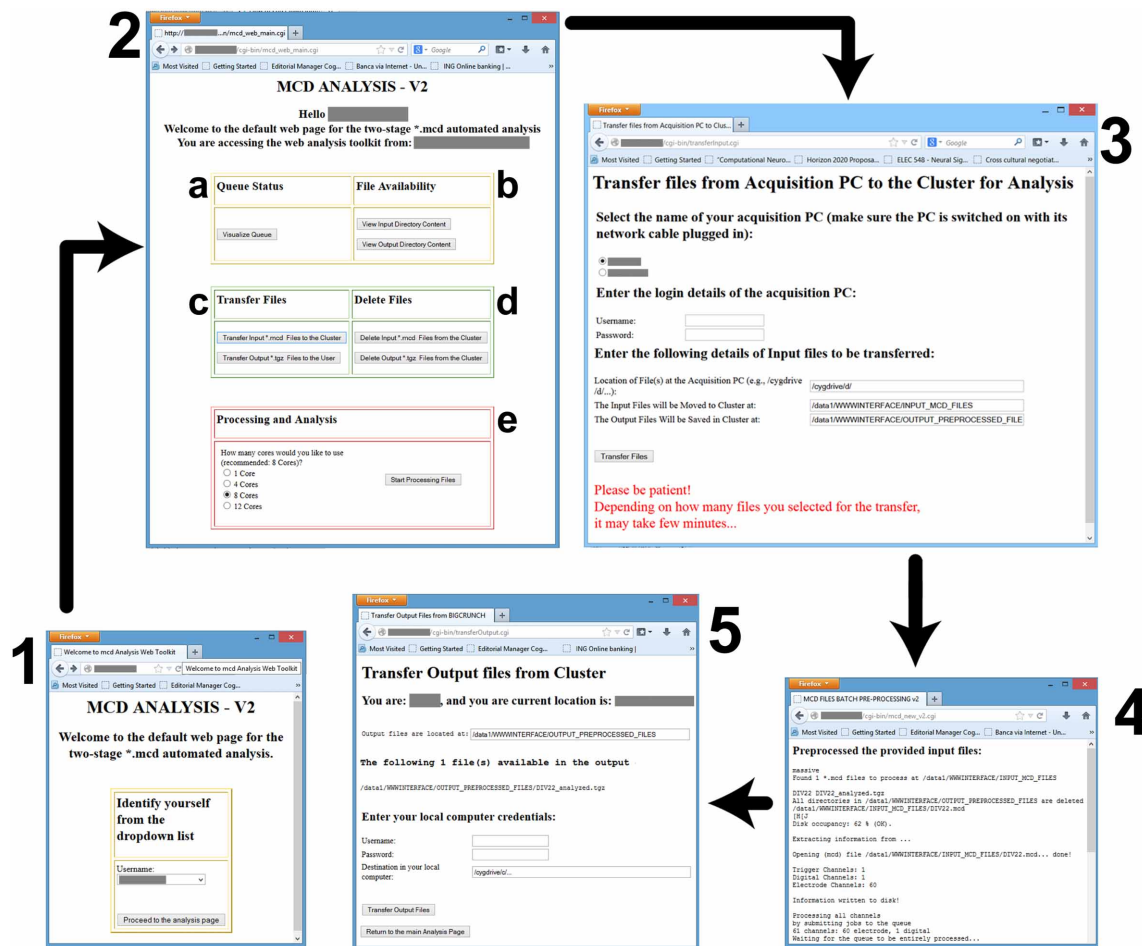 1
Firefox
Welcome to mcd Analysis Web Toolkit
Welcome to mcd Analysis Web Toolkit
Most Visited Getting Started Editorial Manager Cog...
MCD ANALYSIS - V2
Welcome to the default web page for the
two-stage *.mcd automated analysis.
Identify yourself
from the
dropdown list
Username:
Proceed to the analysis page
2
Firefox
http:// ...n/mcd_web_main.cgi
/cgi-bin/mcd_web_main.cgi
Google
Most Visited Getting Started Editorial Manager Cog... Banca via Internet - Un... ING Online banking | ...
MCD ANALYSIS - V2
Hello
Welcome to the default web page for the two-stage *.mcd automated analysis
You are accessing the web analysis toolkit from:
a
Queue Status
Visualize Queue
b
File Availability
View Input Directory Content
View Output Directory Content
c
Transfer Files
Transfer Input *.mcd Files to the Cluster
Transfer Output *.tgz Files to the User
d
Delete Files
Delete Input *.mcd Files from the Cluster
Delete Output *.tgz Files from the Cluster
e
Processing and Analysis
How many cores would you like to use
(recommended: 8 Cores)?
1 Core
4 Cores
8 Cores
12 Cores
Start Processing Files
3
Firefox
Transfer files from Acquisition PC to Clus...
/cgi-bin/transferInput.cgi
Google
Most Visited Getting Started "Computational Neuro... Horizon 2020 Proposa... ELEC 548 - Neural Sig... Cross cultural negotiat...
Transfer files from Acquisition PC to the Cluster for Analysis
Select the name of your acquisition PC (make sure the PC is switched on with its
network cable plugged in):
Enter the login details of the acquisition PC:
Username:
Password:
Enter the following details of Input files to be transferred:
Location of File(s) at the Acquisition PC (e.g., /cygdrive
/d/...):
/cygdrive/d/
The Input Files will be Moved to Cluster at: /data1/WWWINTERFACE/INPUT_MCD_FILES
The Output Files Will be Saved in Cluster at: /data1/WWWINTERFACE/OUTPUT_PREPROCESSED_FILE
Transfer Files
Please be patient!
Depending on how many files you selected for the transfer,
it may take few minutes...
4
Firefox
MCD FILES BATCH PRE-PROCESSING v2
/cgi-bin/mcd_new_v2.cgi
Most Visited Getting Started Editorial Manager Cog... Banca via Internet - Un...
Preprocessed the provided input files:
massive
Found 1 *.mcd files to process at /data1/WWWINTERFACE/INPUT_MCD_FILES
DIV22 DIV22_analyzed.tgz
All directories in /data1/WWWINTERFACE/OUTPUT_PREPROCESSED_FILES are deleted
/data1/WWWINTERFACE/INPUT_MCD_FILES/DIV22.mcd
[H[J
Disk occupancy: 62 % (OK).
Extracting information from ...
Opening (mcd) file /data1/WWWINTERFACE/INPUT_MCD_FILES/DIV22.mcd... done!
Trigger Channels: 1
Digital Channels: 1
Electrode Channels: 60
Information written to disk!
Processing all channels
by submitting jobs to the queue
61 channels: 60 electrode, 1 digital
Waiting for the queue to be entirely processed...
5
Firefox
Transfer Output Files from BIGCRUNCH
/cgi-bin/transferOutput.cgi
Google
Most Visited Getting Started Editorial Manager Cog... ING Online banking |
Transfer Output files from Cluster
You are: , and you are current location is:
Output files are located at: /data1/WWWINTERFACE/OUTPUT_PREPROCESSED_FILES
The following 1 file(s) available in the output
/data1/WWWINTERFACE/OUTPUT_PREPROCESSED_FILES/DIV22_analyzed.tgz
Enter your local computer credentials:
Username:
Password:
Destination in your local
computer:
/cygdrive/c/...
Transfer Output Files
Return to the main Analysis Page